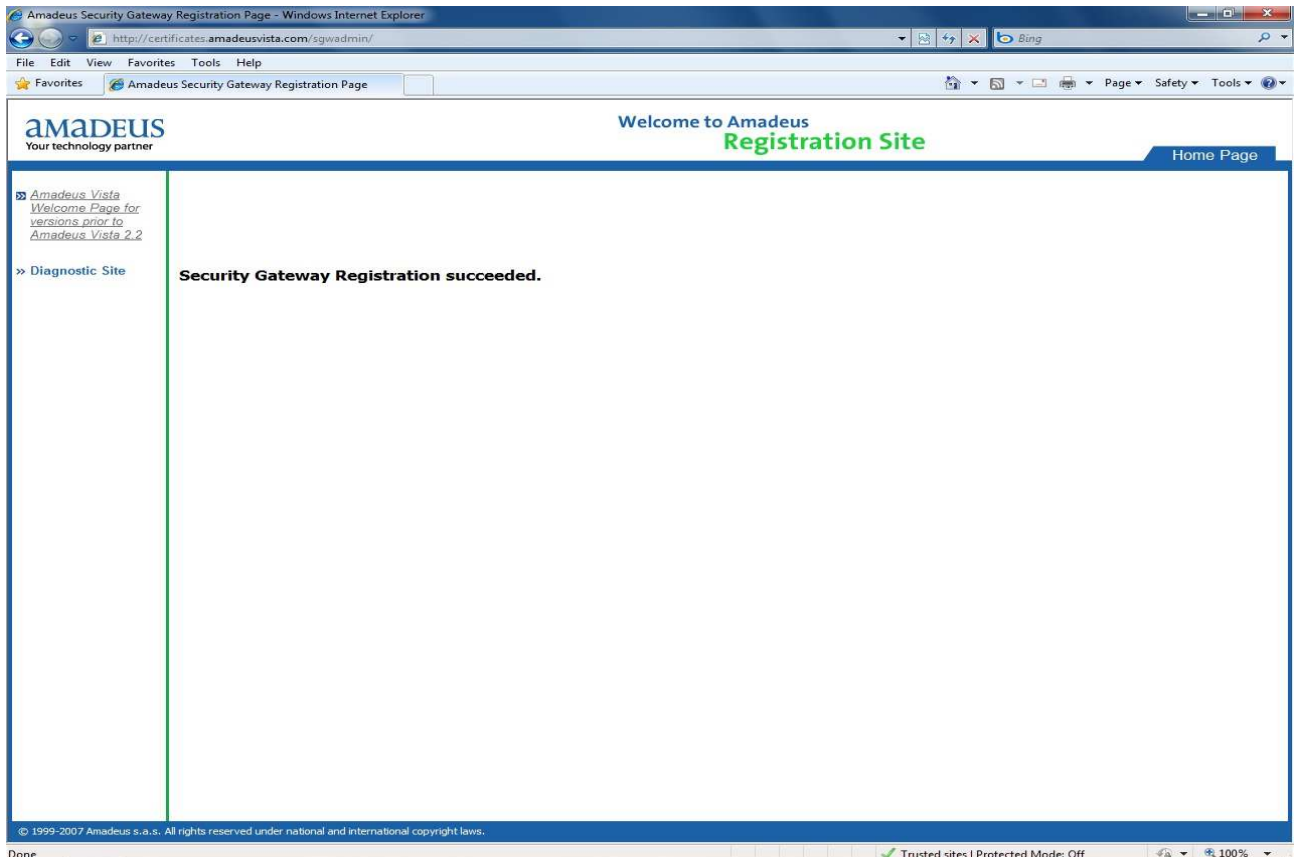 Amadeus Security Gateway Registration Page - Windows Internet Explorer
http://certificates.amadeusvista.com/sgwadmin/
Bing
File Edit View Favorites Tools Help
Favorites Amadeus Security Gateway Registration Page Page Safety Tools
amadeus
Your technology partner
Welcome to Amadeus
Registration Site
Home Page
Amadeus Vista
Welcome Page for
versions prior to
Amadeus Vista 2.2
» Diagnostic Site
Security Gateway Registration succeeded.
© 1999-2007 Amadeus s.a.s. All rights reserved under national and international copyright laws.
Done Trusted sites | Protected Mode: Off 100%